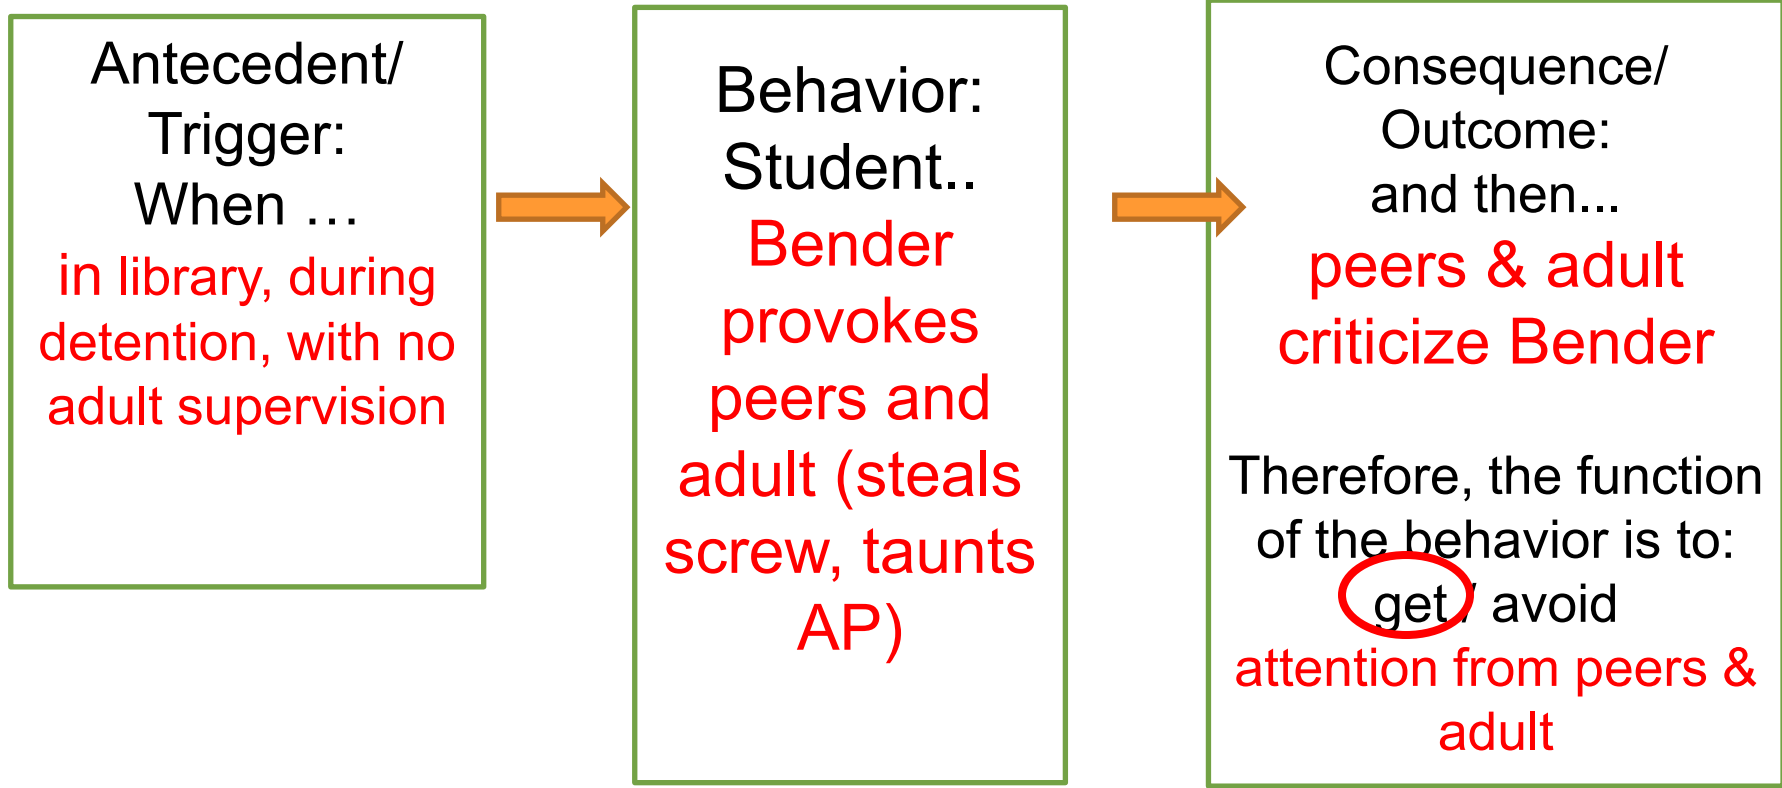 Antecedent/
Trigger:
When …
in library, during
detention, with no
adult supervision
Behavior:
Student..
Bender
provokes
peers and
adult (steals
screw, taunts
AP)
Consequence/
Outcome:
and then...
peers & adult
criticize Bender
Therefore, the function
of the behavior is to:
get / avoid
attention from peers &
adult